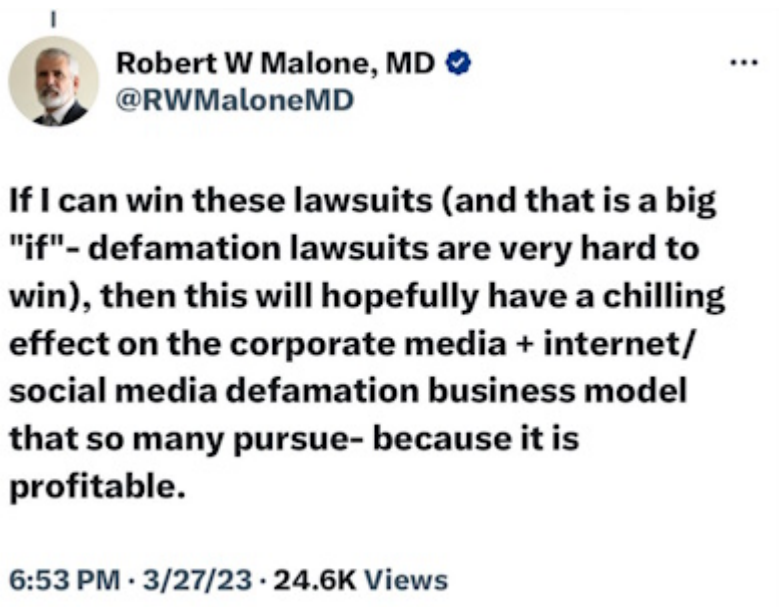 Robert W Malone, MD
@RWMaloneMD
If I can win these lawsuits (and that is a big
"if"- defamation lawsuits are very hard to
win), then this will hopefully have a chilling
effect on the corporate media + internet/
social media defamation business model
that so many pursue- because it is
profitable.
6:53 PM · 3/27/23 · 24.6K Views